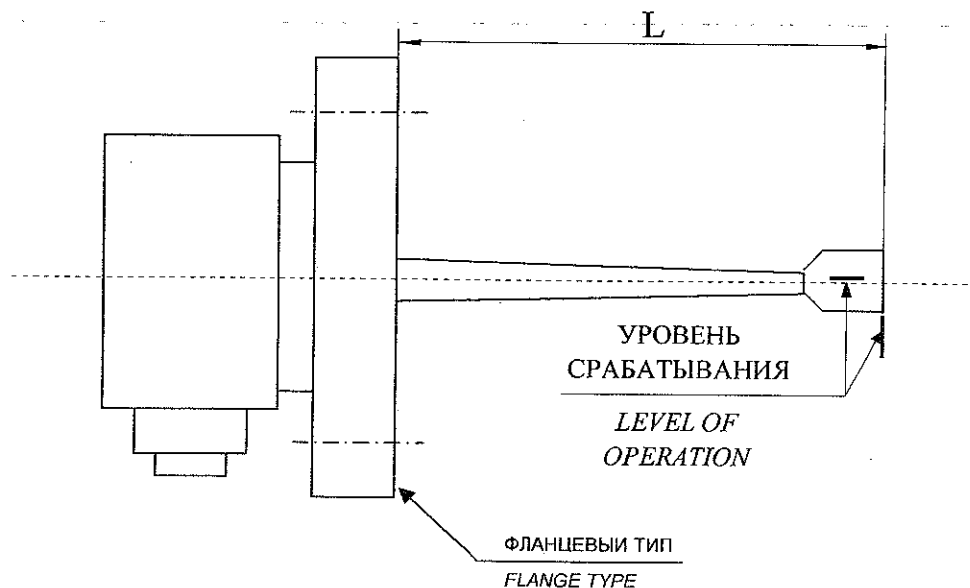 L
УРОВЕНЬ
СРАБАТЫВАНИЯ
LEVEL OF
OPERATION
ФЛАНЦЕВЫЙ ТИП
FLANGE TYPE